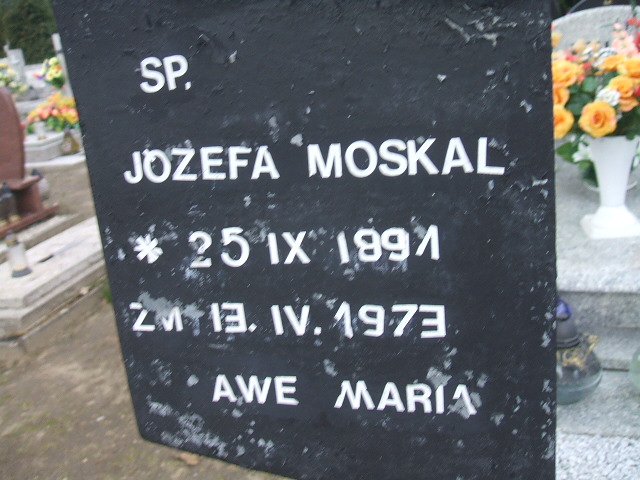 SP.
JOZEFA MOSKAL
* 25 IX 1891
ZM 13. IV. 1973
AWE MARIA